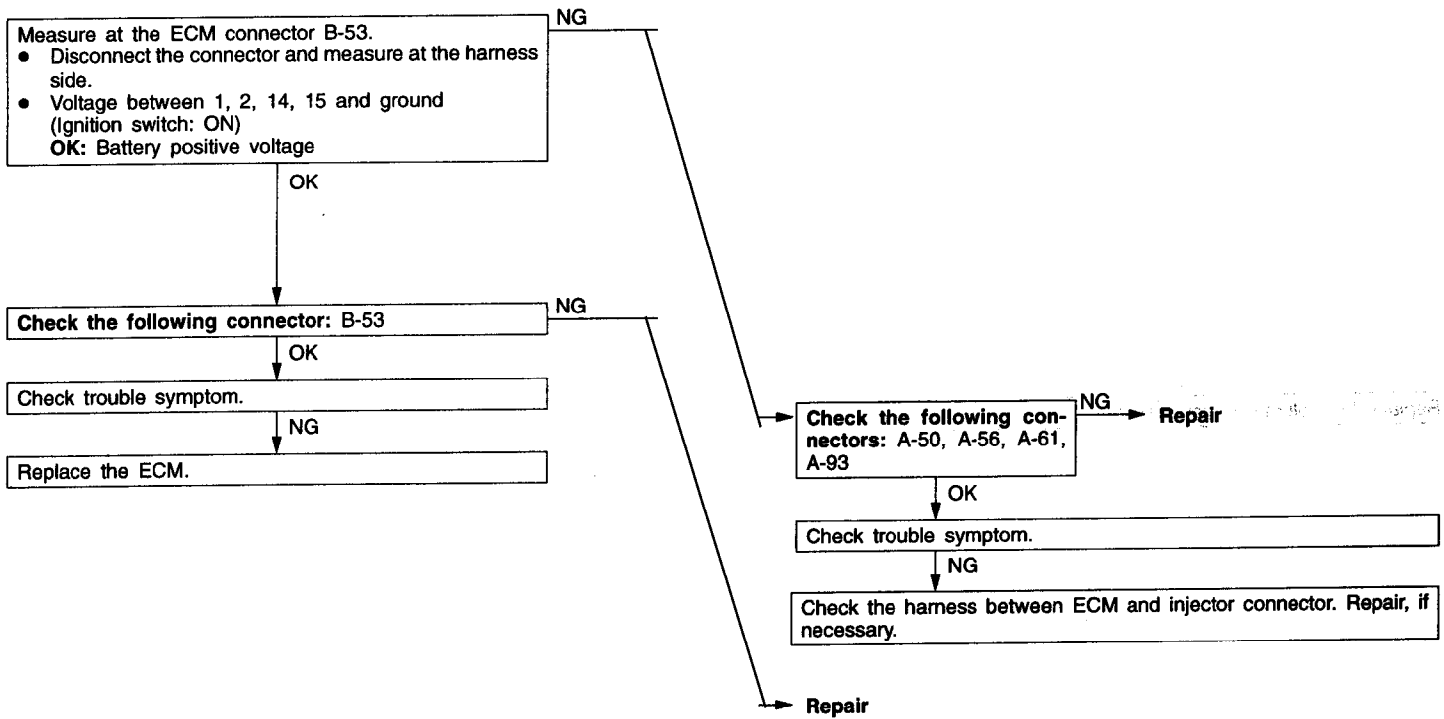 NG
Measure at the ECM connector B-53.
● Disconnect the connector and measure at the harness
side.
● Voltage between 1, 2, 14, 15 and ground
(Ignition switch: ON)
OK: Battery positive voltage
OK
NG
Check the following connector: B-53
OK
Check trouble symptom.
NG
Replace the ECM.
NG
Check the following con-
nectors: A-50, A-56, A-61,
A-93
Repair
OK
Check trouble symptom.
NG
Check the harness between ECM and injector connector. Repair, if
necessary.
Repair